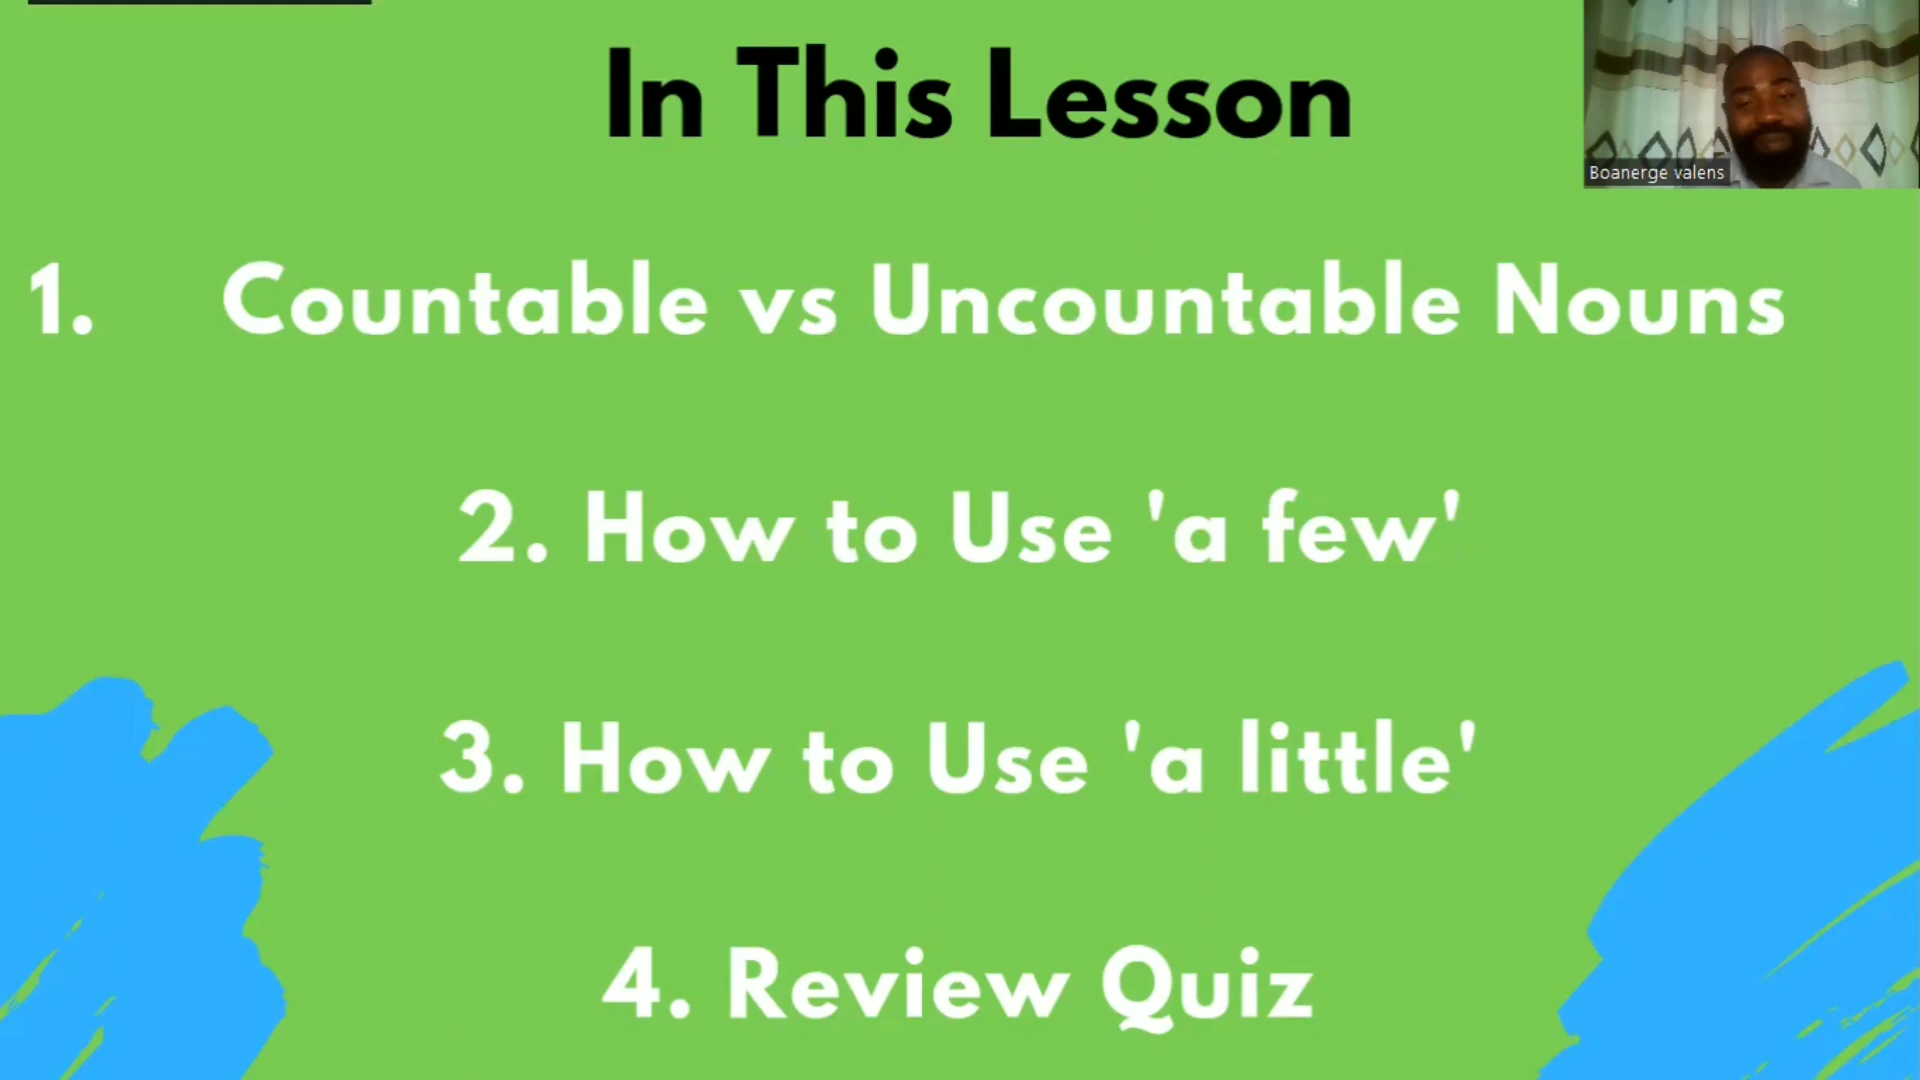 In This Lesson
Boanerge valens
1. Countable vs Uncountable Nouns
2. How to Use 'a few'
3. How to Use 'a little'
4. Review Quiz